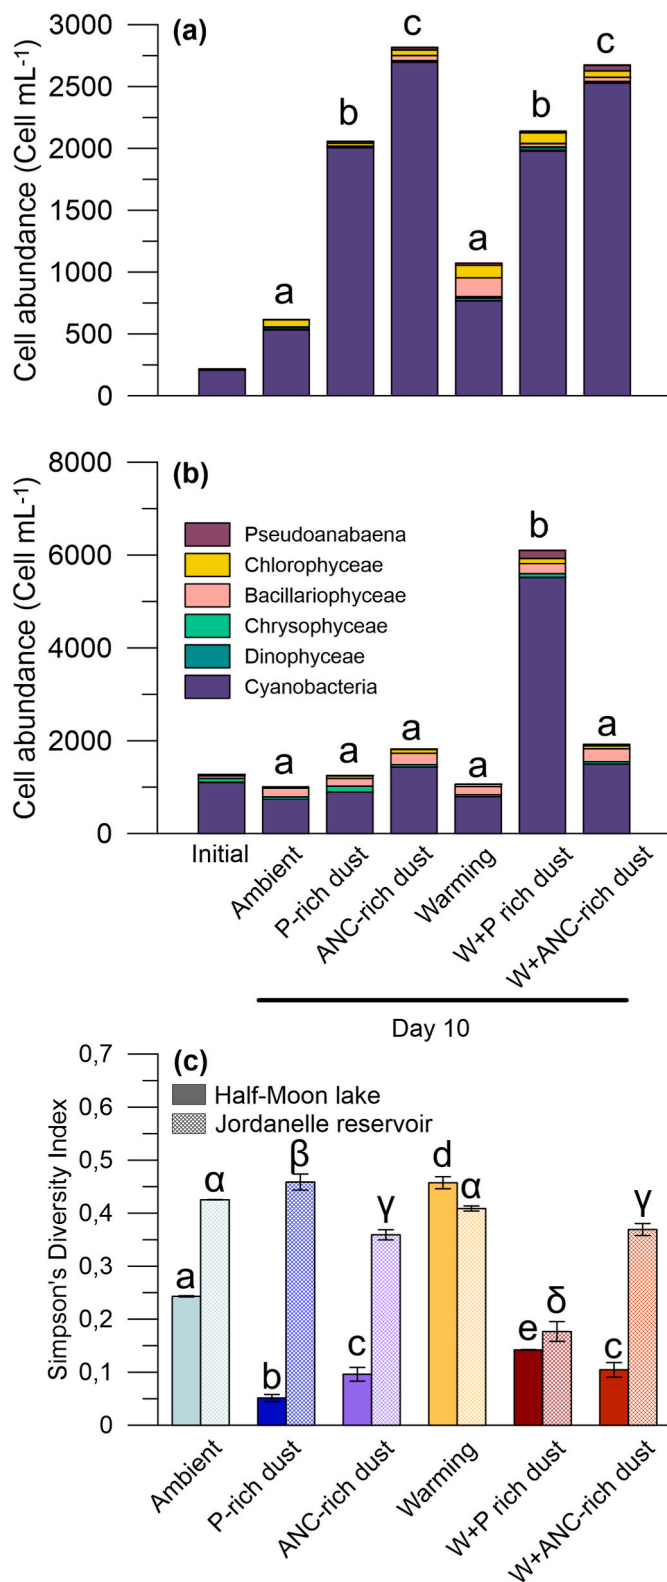 (a)
Cell abundance (Cell mL⁻¹)
3000
2500
2000
1500
1000
500
0
a
b
c
a
b
c
(b)
Cell abundance (Cell mL⁻¹)
8000
6000
4000
2000
0
Pseudoanabaena
Chlorophyceae
Bacillariophyceae
Chrysophyceae
Dinophyceae
Cyanobacteria
a
a
a
a
b
a
Initial
Ambient
P-rich dust
ANC-rich dust
Warming
W+P rich dust
W+ANC-rich dust
Day 10
(c)
Simpson's Diversity Index
0,7
0,6
0,5
0,4
0,3
0,2
0,1
0
Half-Moon lake
Jordanelle reservoir
a
α
b
β
c
γ
d
α
e
δ
c
γ
Ambient
P-rich dust
ANC-rich dust
Warming
W+P rich dust
W+ANC-rich dust